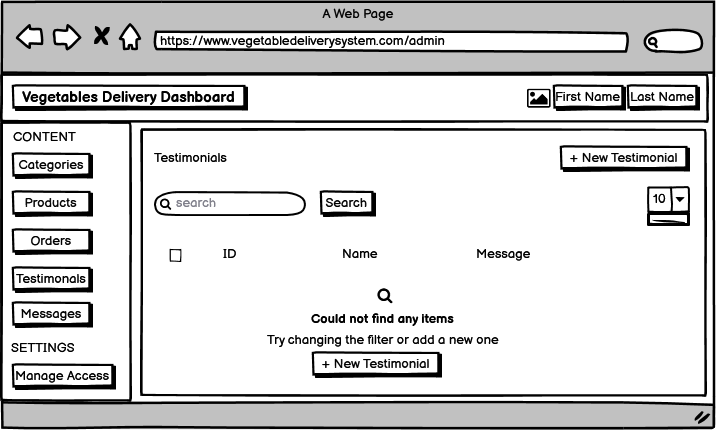 A Web Page
https://www.vegetabledeliverysystem.com/admin
Vegetables Delivery Dashboard
First Name
Last Name
CONTENT
Categories
Products
Orders
Testimonals
Messages
SETTINGS
Manage Access
Testimonials
+ New Testimonial
search
Search
10
ID
Name
Message
Could not find any items
Try changing the filter or add a new one
+ New Testimonial